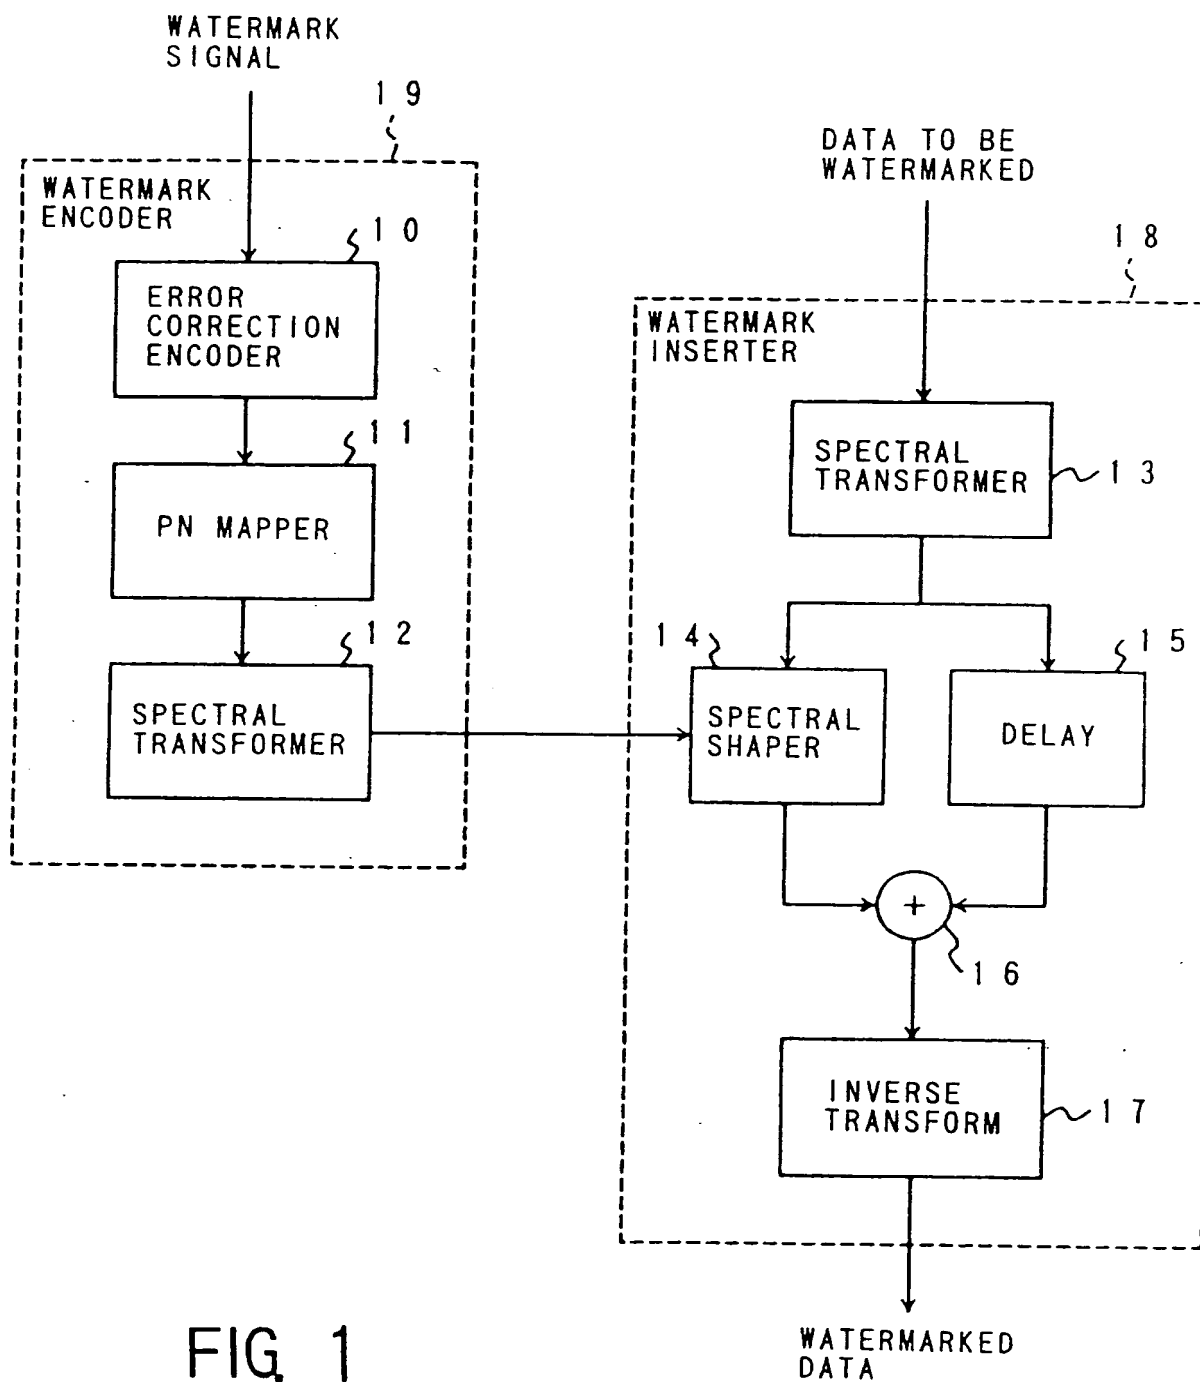 WATERMARK
SIGNAL
19
WATERMARK
ENCODER
10
ERROR
CORRECTION
ENCODER
11
PN MAPPER
12
SPECTRAL
TRANSFORMER
DATA TO BE
WATERMARKED
18
WATERMARK
INSERTER
SPECTRAL
TRANSFORMER
13
14
SPECTRAL
SHAPER
15
DELAY
+
16
INVERSE
TRANSFORM
17
WATERMARKED
DATA
FIG. 1